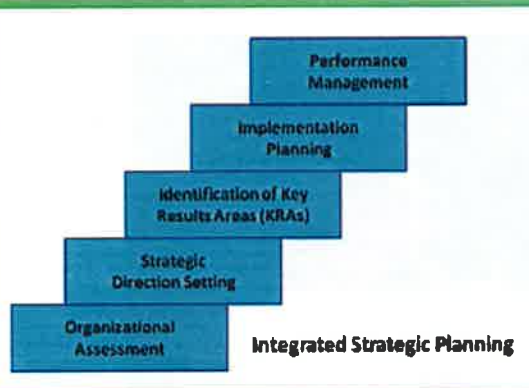 Performance
Management
Implementation
Planning
Identification of Key
Results Areas (KRAs)
Strategic
Direction Setting
Organizational
Assessment
Integrated Strategic Planning